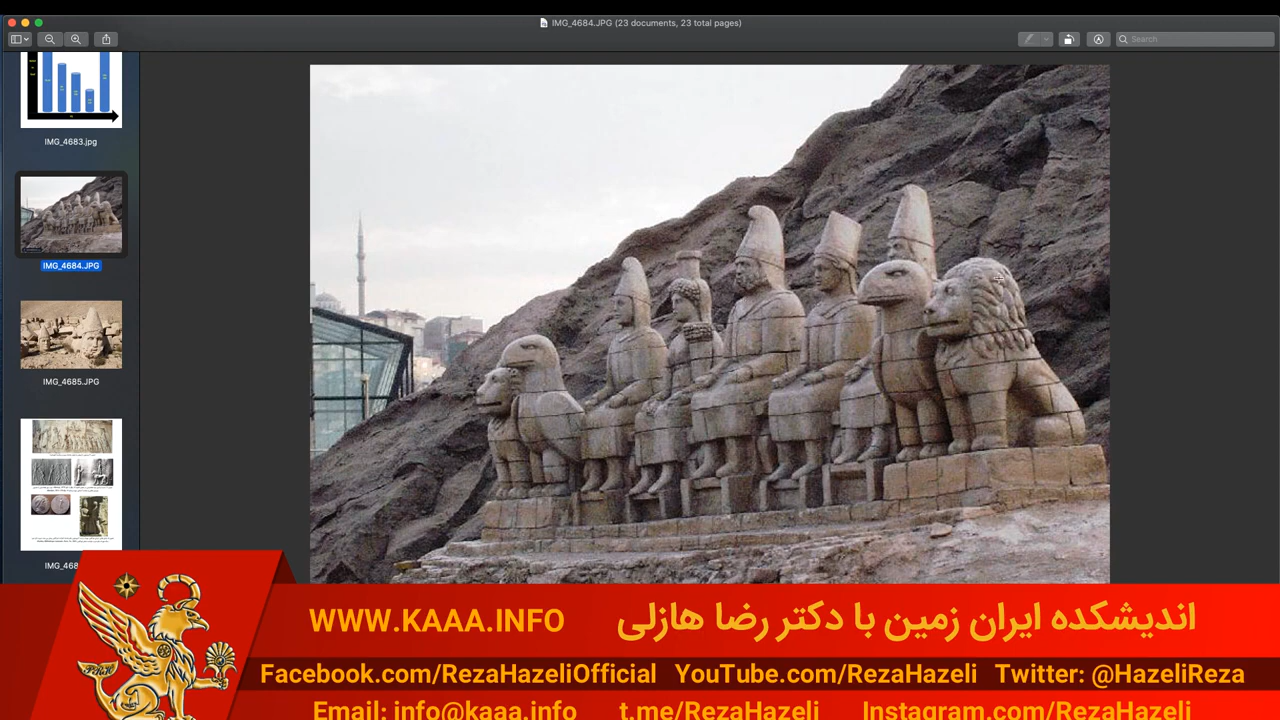 IMG_4684.JPG (23 documents, 23 total pages)
Search
IMG_4683.jpg
IMG_4684.JPG
IMG_4685.JPG
IMG_468
WWW.KAAA.INFO
اندیشکده ایران زمین با دکتر رضا هازلی
Facebook.com/RezaHazeliOfficial YouTube.com/RezaHazeli Twitter: @HazeliReza
Email: info@kaaa.info t.me/RezaHazeli Instagram.com/RezaHazeli